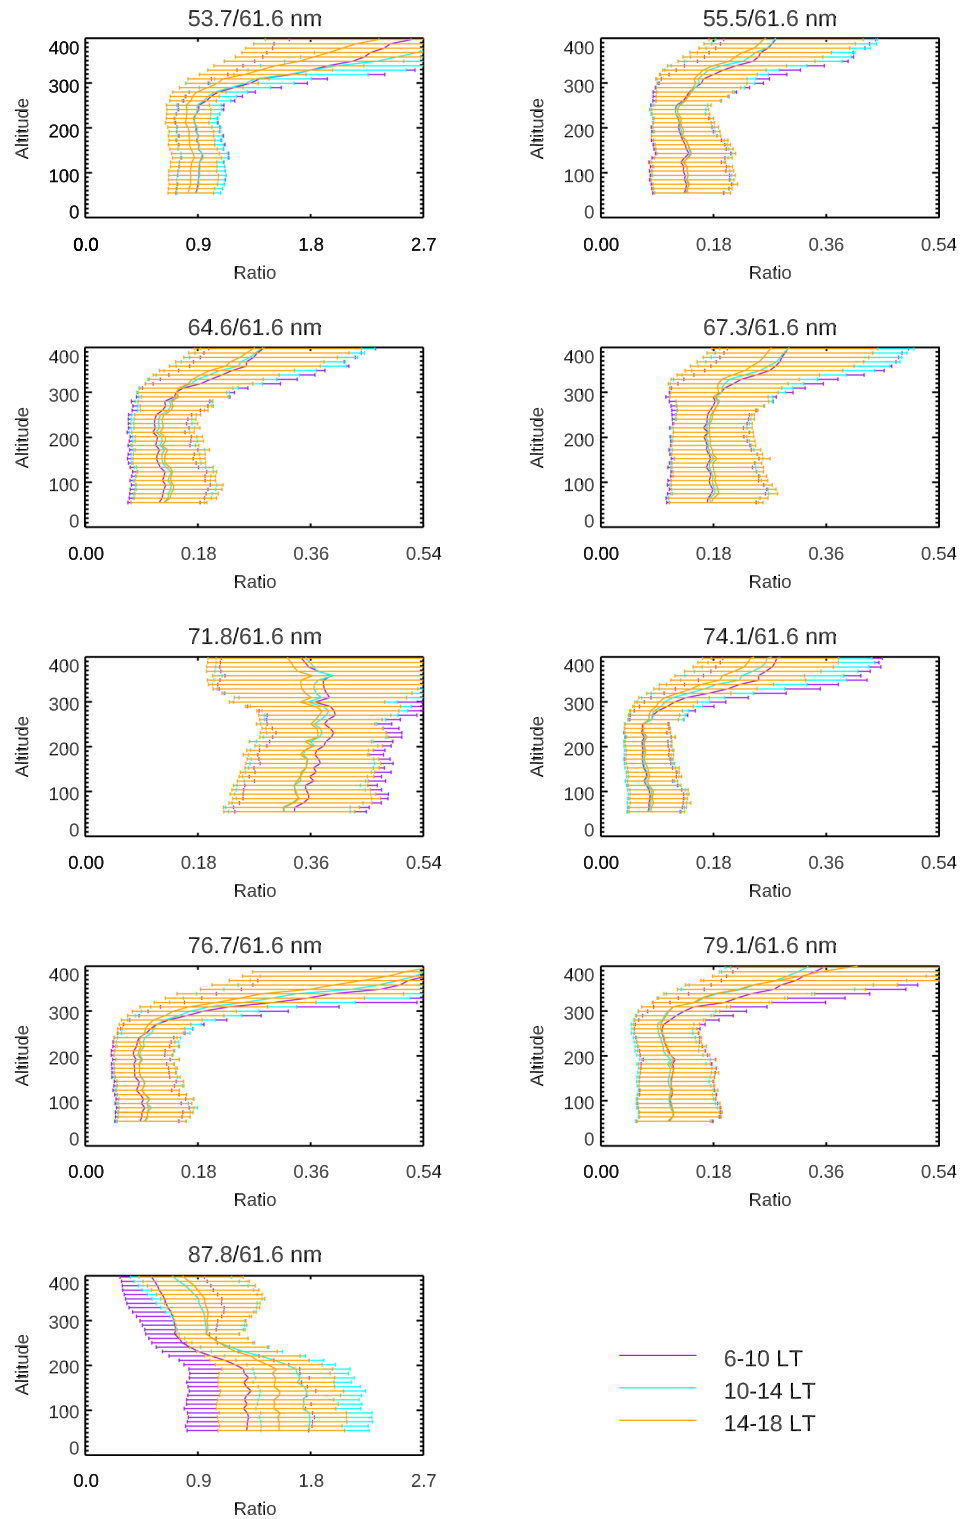 53.7/61.6 nm
400
300
200
100
0
Altitude
0.0 0.9 1.8 2.7
Ratio
55.5/61.6 nm
400
300
200
100
0
Altitude
0.00 0.18 0.36 0.54
Ratio
64.6/61.6 nm
400
300
200
100
0
Altitude
0.00 0.18 0.36 0.54
Ratio
67.3/61.6 nm
400
300
200
100
0
Altitude
0.00 0.18 0.36 0.54
Ratio
71.8/61.6 nm
400
300
200
100
0
Altitude
0.00 0.18 0.36 0.54
Ratio
74.1/61.6 nm
400
300
200
100
0
Altitude
0.00 0.18 0.36 0.54
Ratio
76.7/61.6 nm
400
300
200
100
0
Altitude
0.00 0.18 0.36 0.54
Ratio
79.1/61.6 nm
400
300
200
100
0
Altitude
0.00 0.18 0.36 0.54
Ratio
87.8/61.6 nm
400
300
200
100
0
Altitude
0.0 0.9 1.8 2.7
Ratio
6-10 LT
10-14 LT
14-18 LT